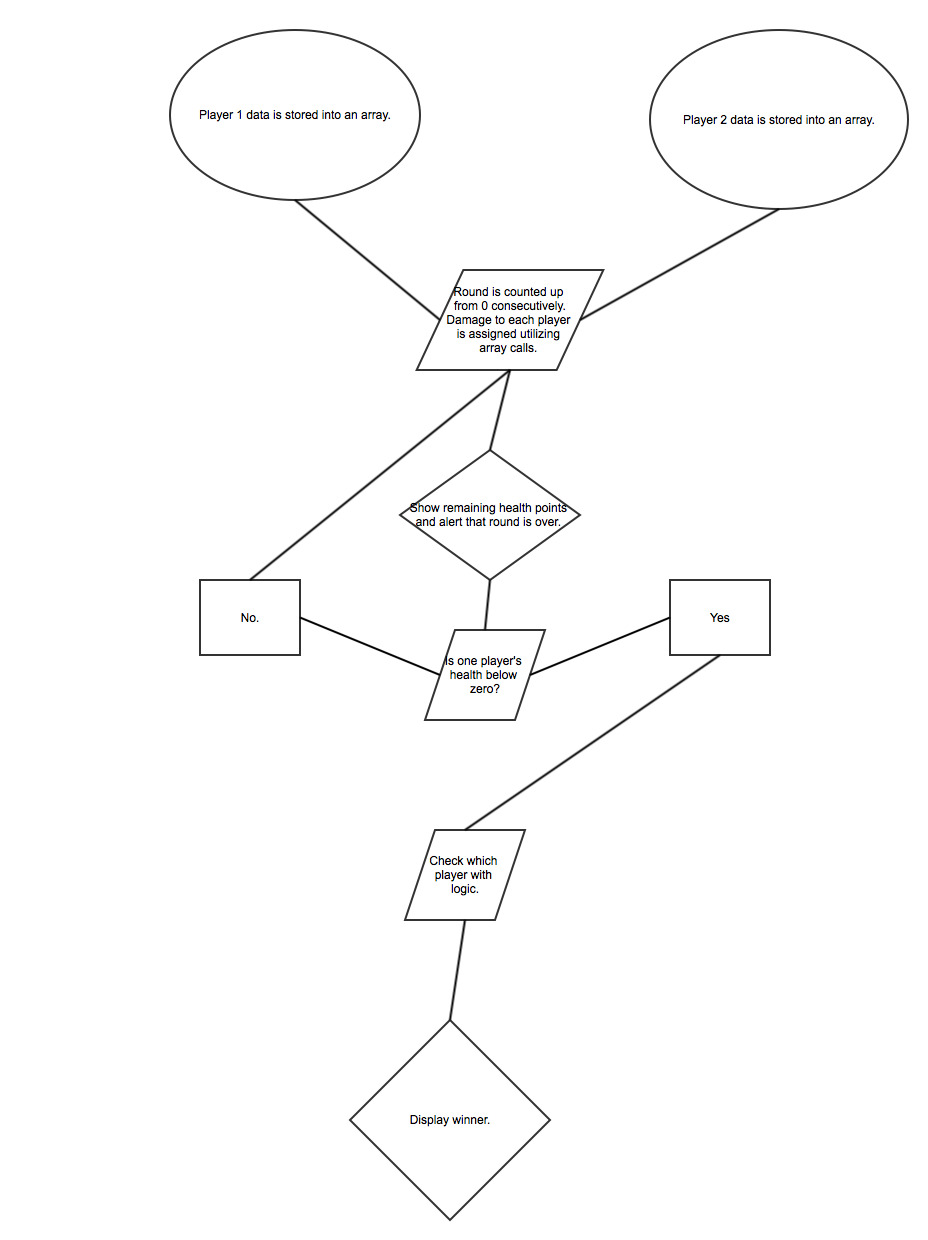 Player 1 data is stored into an array.
Player 2 data is stored into an array.
Round is counted up
from 0 consecutively.
Damage to each player
is assigned utilizing
array calls.
Show remaining health points
and alert that round is over.
No.
Yes
Is one player's
health below
zero?
Check which
player with
logic.
Display winner.